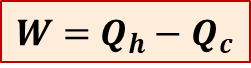 W = Qh − Qc